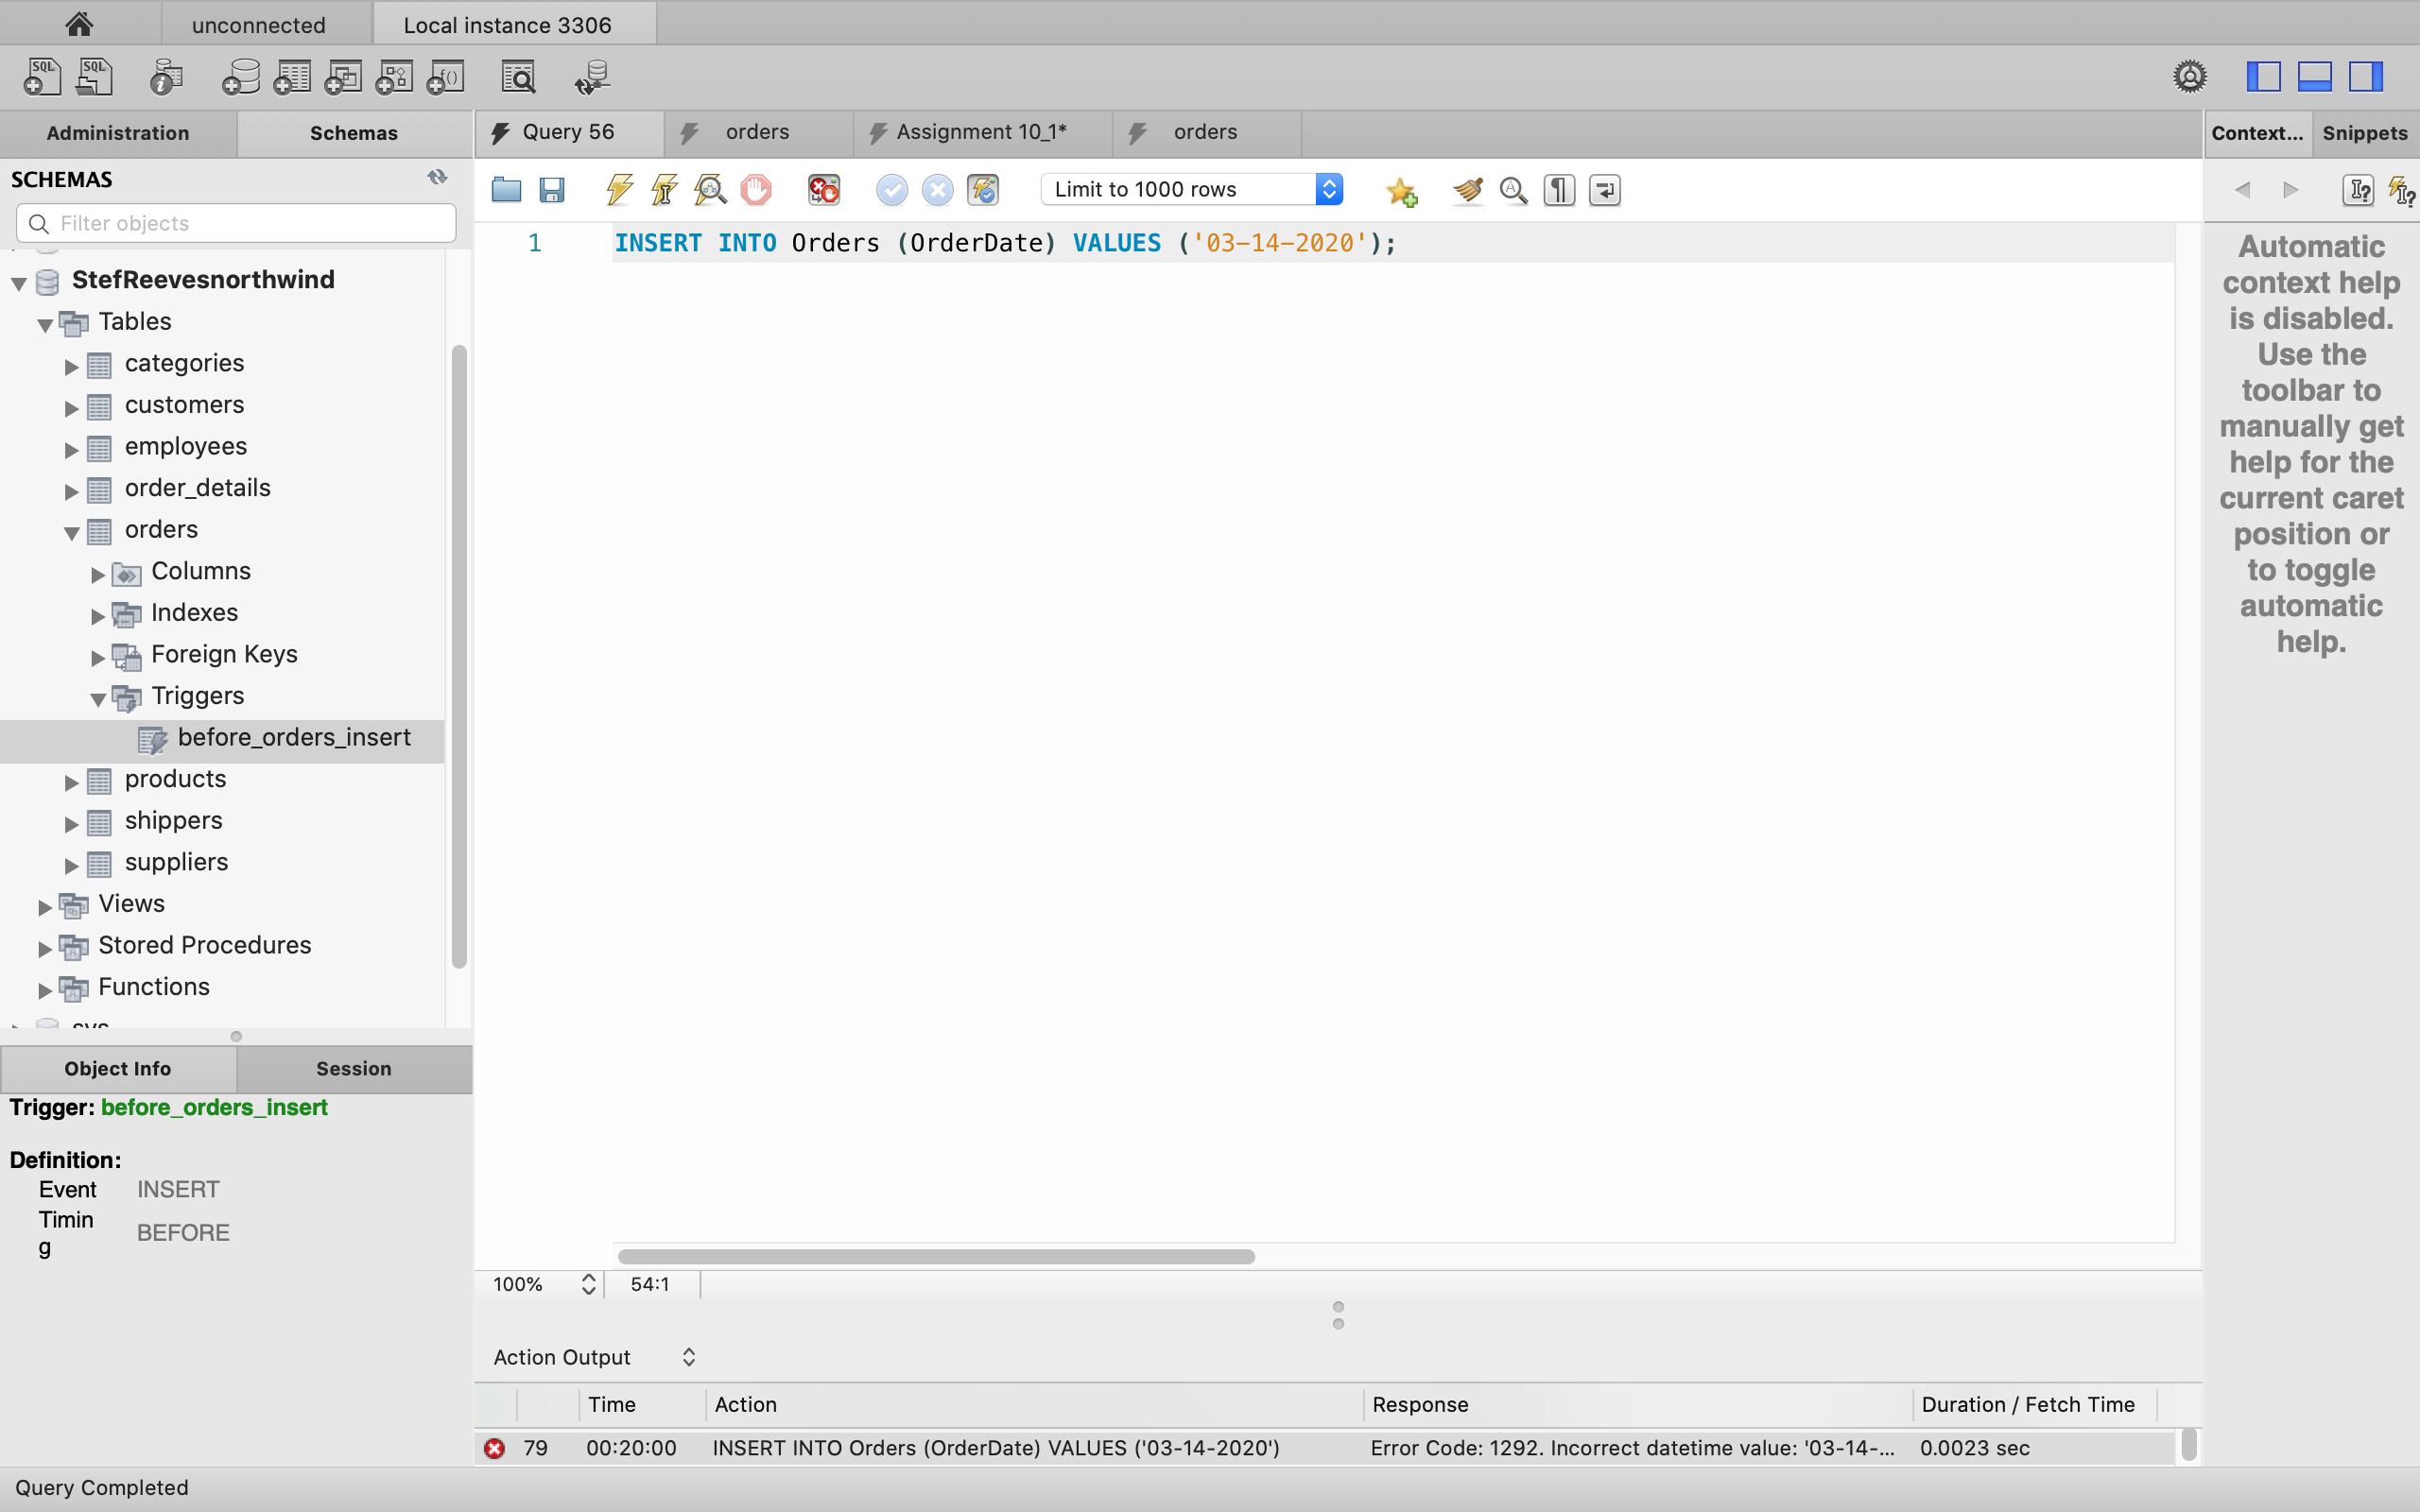 unconnected
Local instance 3306
Administration
Schemas
SCHEMAS
Filter objects
StefReevesnorthwind
Tables
categories
customers
employees
order_details
orders
Columns
Indexes
Foreign Keys
Triggers
before_orders_insert
products
shippers
suppliers
Views
Stored Procedures
Functions
sys
Object Info
Session
Trigger: before_orders_insert
Definition:
Event INSERT
Timin
g
BEFORE
Query 56
orders
Assignment 10_1*
orders
Limit to 1000 rows
1 INSERT INTO Orders (OrderDate) VALUES ('03-14-2020');
100%
54:1
Action Output
Time Action Response Duration / Fetch Time
79 00:20:00 INSERT INTO Orders (OrderDate) VALUES ('03-14-2020') Error Code: 1292. Incorrect datetime value: '03-14-... 0.0023 sec
Context...
Snippets
Automatic
context help
is disabled.
Use the
toolbar to
manually get
help for the
current caret
position or
to toggle
automatic
help.
Query Completed